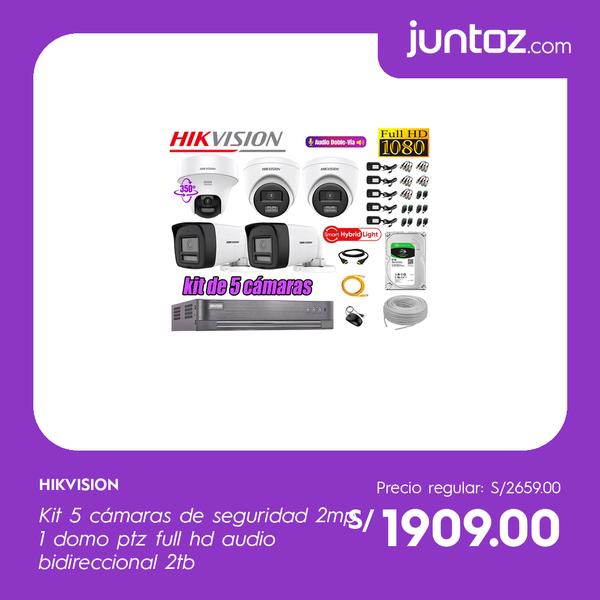 juntoz.com
HIKVISION
Audio Doble-Vía
Full HD
1080
350°
Smart Hybrid Light
kit de 5 cámaras
HIKVISION
Precio regular: S/2659.00
Kit 5 cámaras de seguridad 2mp
1 domo ptz full hd audio
bidireccional 2tb
S/ 1909.00